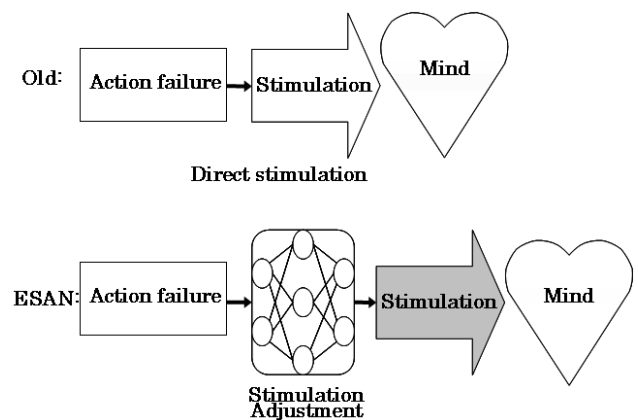 Old:
Action failure
Stimulation
Mind
Direct stimulation
ESAN:
Action failure
Stimulation
Mind
Stimulation
Adjustment